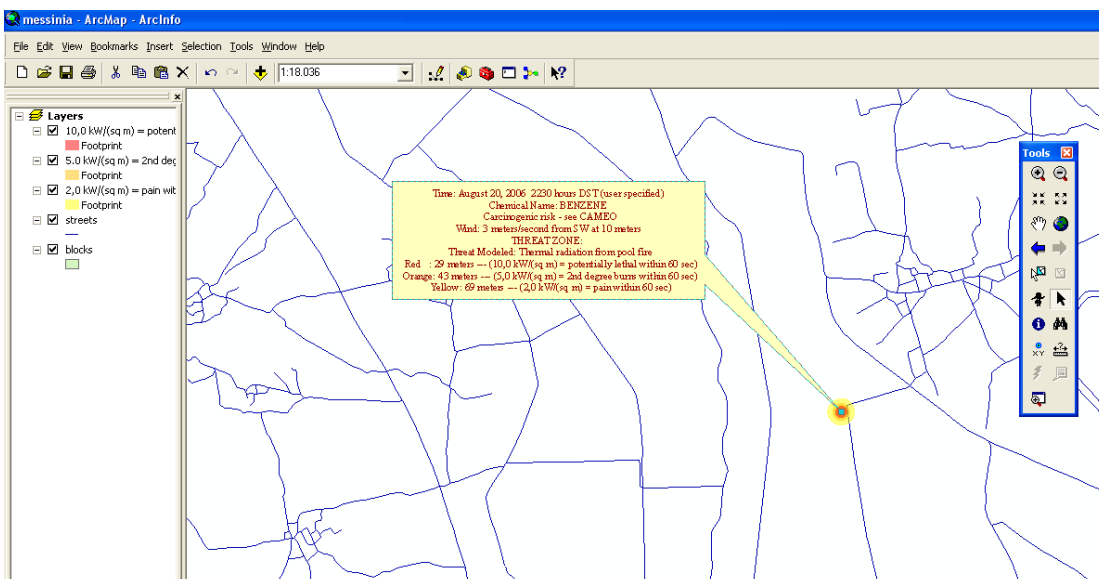 messinia - ArcMap - ArcInfo
File Edit View Bookmarks Insert Selection Tools Window Help
1:18.036
Layers
10,0 kW/(sq m) = potent
Footprint
5.0 kW/(sq m) = 2nd deg
Footprint
2,0 kW/(sq m) = pain wit
Footprint
streets
blocks
Time: August 20, 2006 2230 hours DST (user specified)
Chemical Name: BENZENE
Carcinogenic risk - see CAMEO
Wind: 3 meters/second from SW at 10 meters
THREAT ZONE:
Threat Modeled: Thermal radiation from pool fire
Red : 29 meters --- (10,0 kW/(sq m) = potentially lethal within 60 sec)
Orange: 43 meters --- (5,0 kW/(sq m) = 2nd degree burns within 60 sec)
Yellow: 69 meters --- (2,0 kW/(sq m) = pain within 60 sec)
Tools
XY